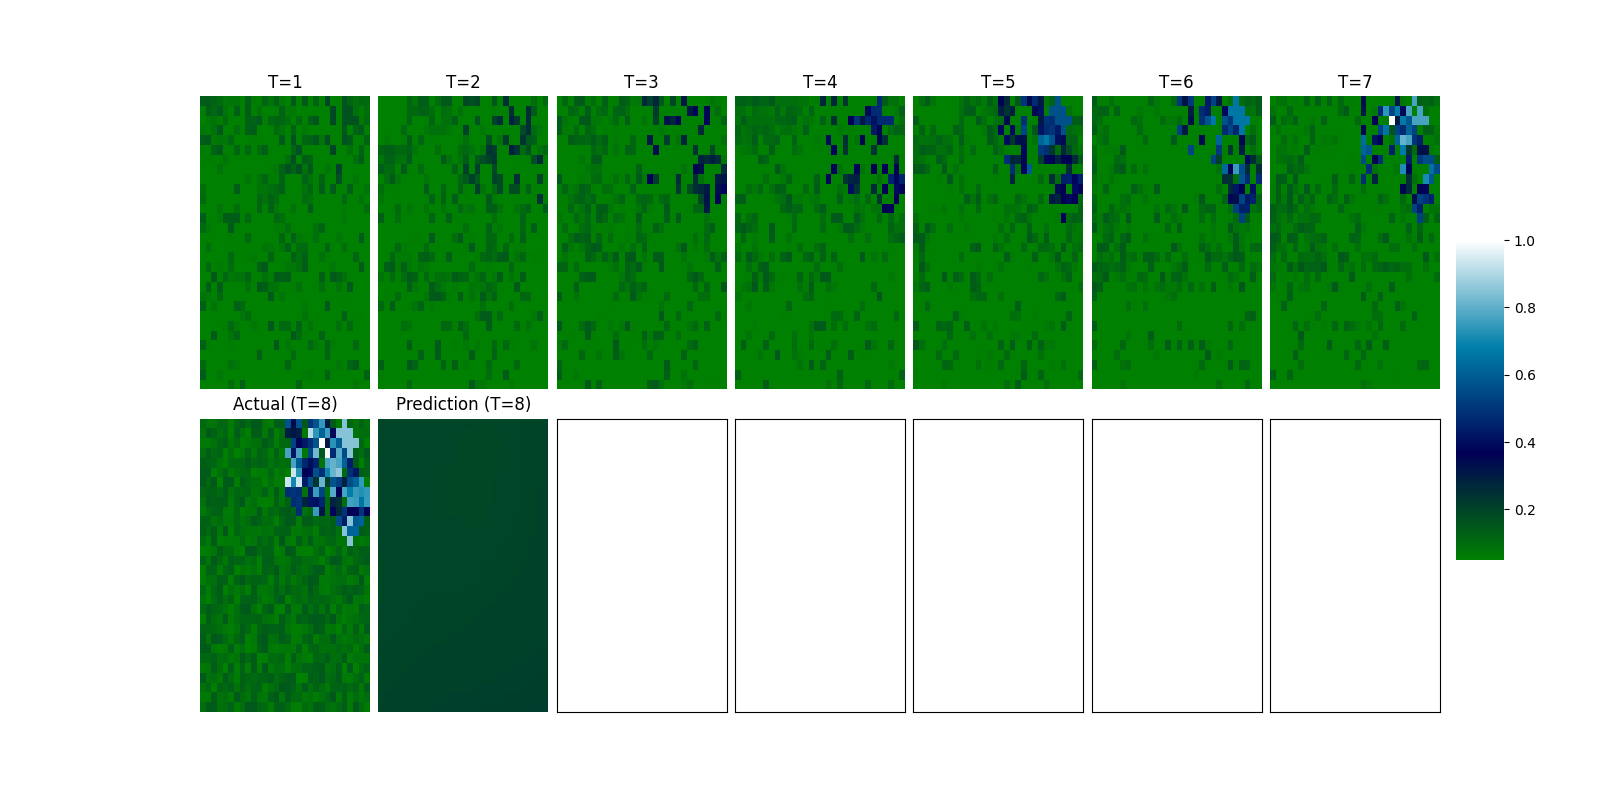 T=1
T=2
T=3
T=4
T=5
T=6
T=7
Actual (T=8)
Prediction (T=8)
1.0
0.8
0.6
0.4
0.2